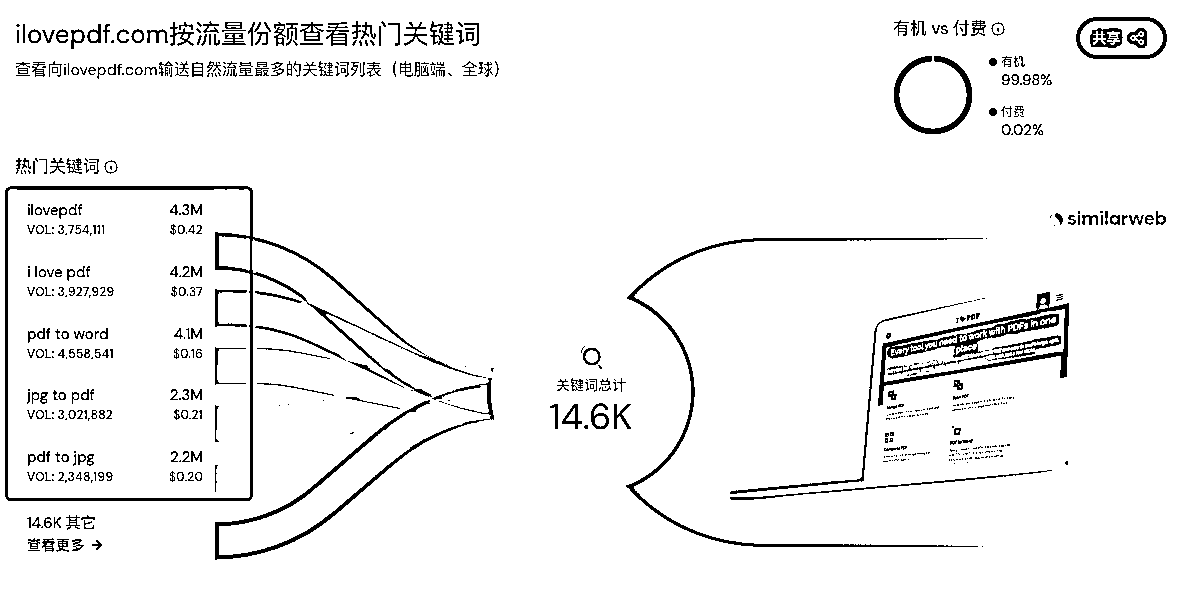 ilovepdf.com按流量份额查看热门关键词
查看向ilovepdf.com输送自然流量最多的关键词列表（电脑端、全球）
有机 vs 付费
有机
99.98%
付费
0.02%
共享
热门关键词
ilovepdf 4.3M
VOL: 3,754,111 $0.42
i love pdf 4.2M
VOL: 3,927,929 $0.37
pdf to word 4.1M
VOL: 4,558,541 $0.16
jpg to pdf 2.3M
VOL: 3,021,882 $0.21
pdf to jpg 2.2M
VOL: 2,348,199 $0.20
14.6K 其它
查看更多 →
关键词总计
14.6K
similarweb
I♥PDF
Every tool you need to work with PDFs in one
place